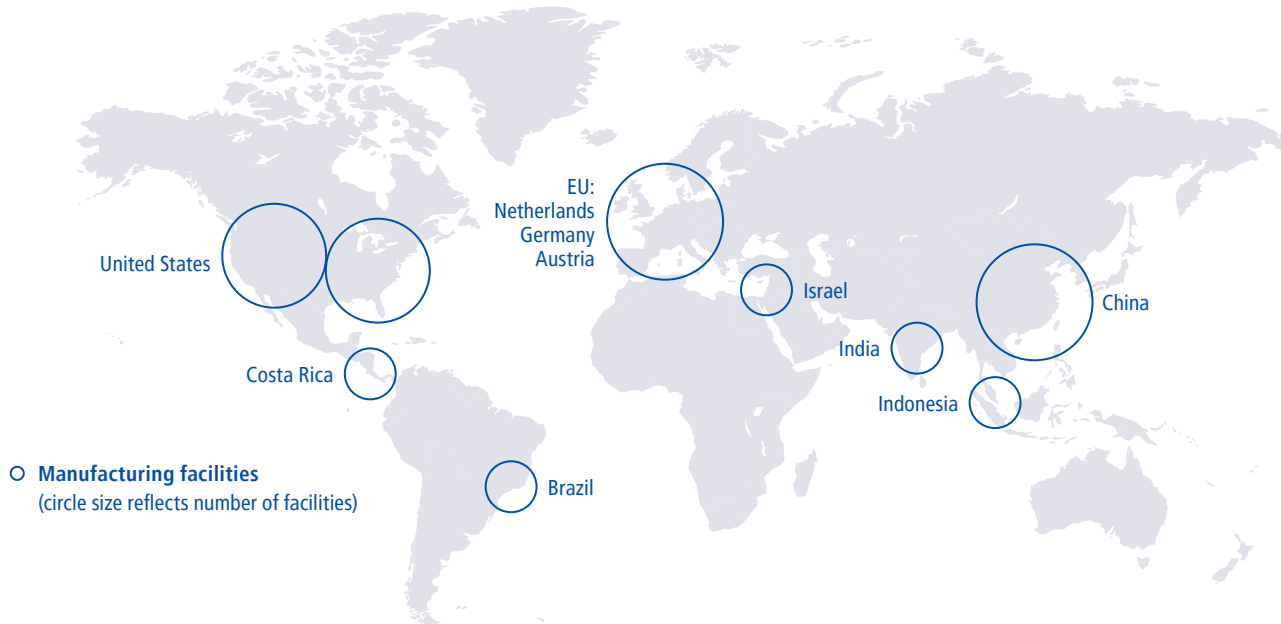 EU:
Netherlands
Germany
Austria
United States
Israel
China
India
Costa Rica
Indonesia
Manufacturing facilities
(circle size reflects number of facilities)
Brazil